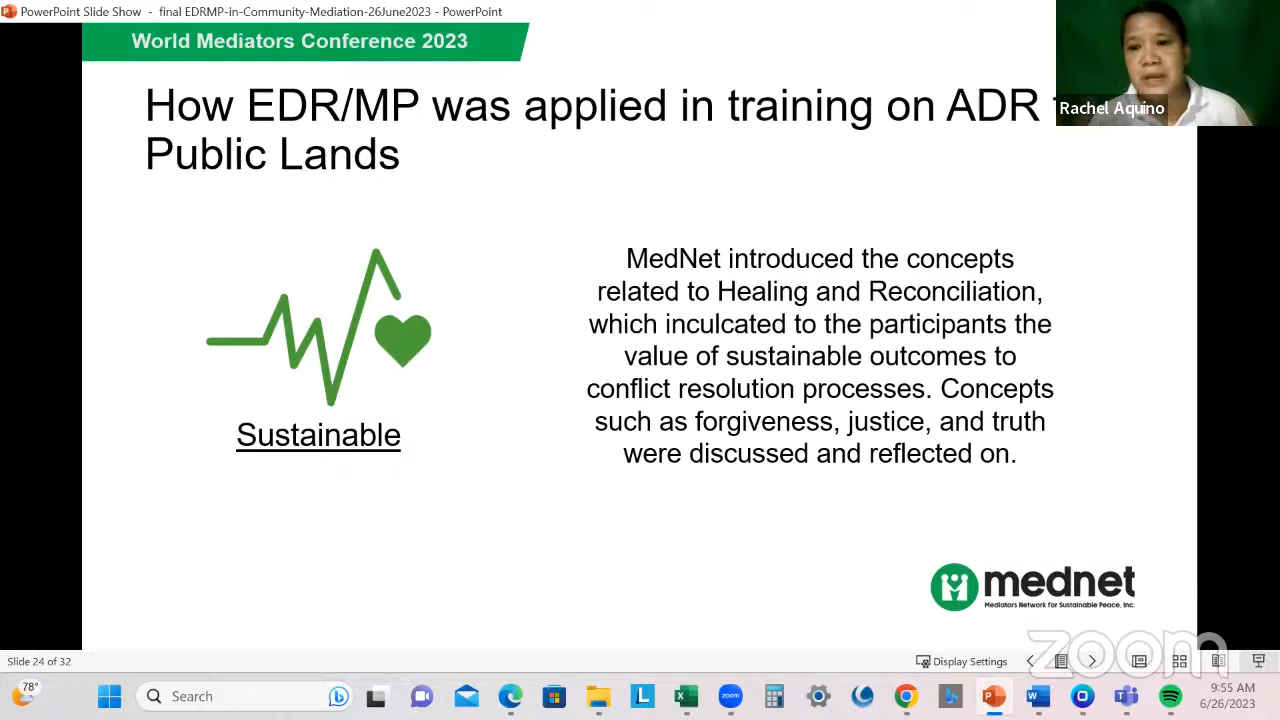 PowerPoint Slide Show - final EDRMP-in-Community-Mediation-26June2023 - PowerPoint
World Mediators Conference 2023
How EDR/MP was applied in training on ADR
Public Lands
Rachel Aquino
MedNet introduced the concepts
related to Healing and Reconciliation,
which inculcated to the participants the
value of sustainable outcomes to
conflict resolution processes. Concepts
such as forgiveness, justice, and truth
were discussed and reflected on.
Sustainable
mednet
Mediators Network for Sustainable Peace, Inc.
zoom
Slide 24 of 32
Display Settings
78°
Search
zoom
9:55 AM
6/26/2023